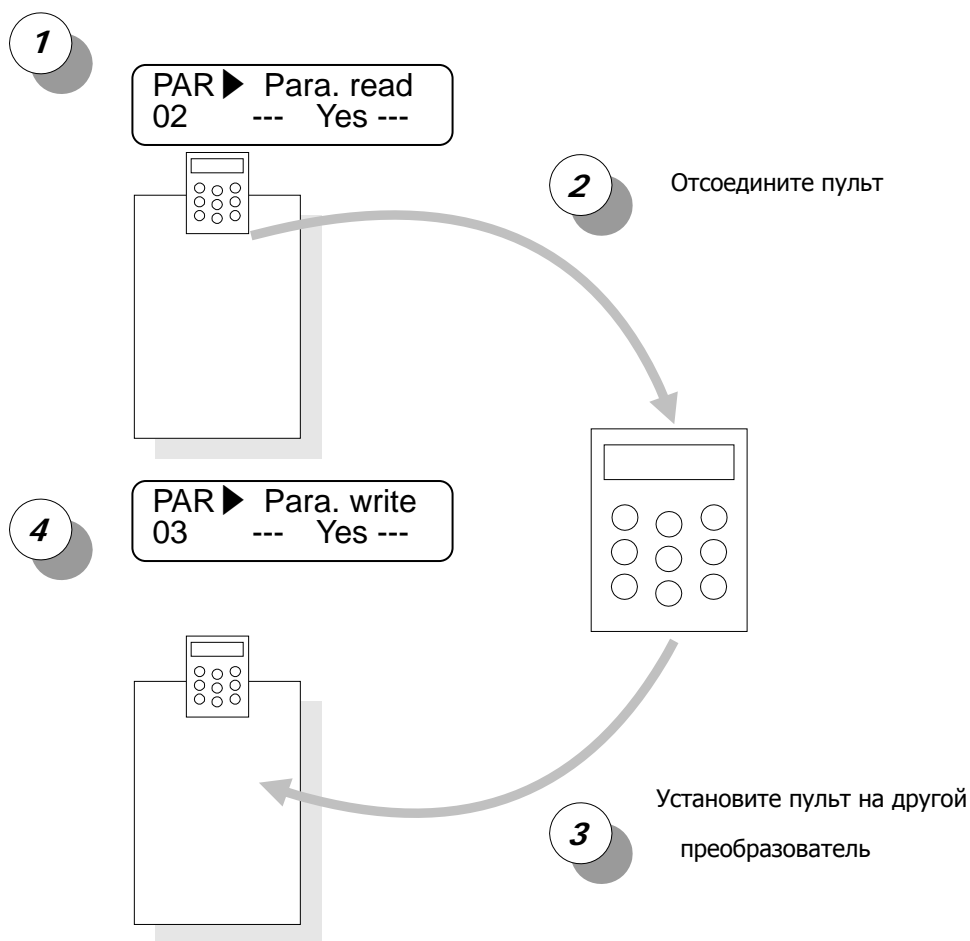 1
PAR▶ Para. read
02 --- Yes ---
2
Отсоедините пульт
PAR▶ Para. write
03 --- Yes ---
4
Установите пульт на другой
3
преобразователь